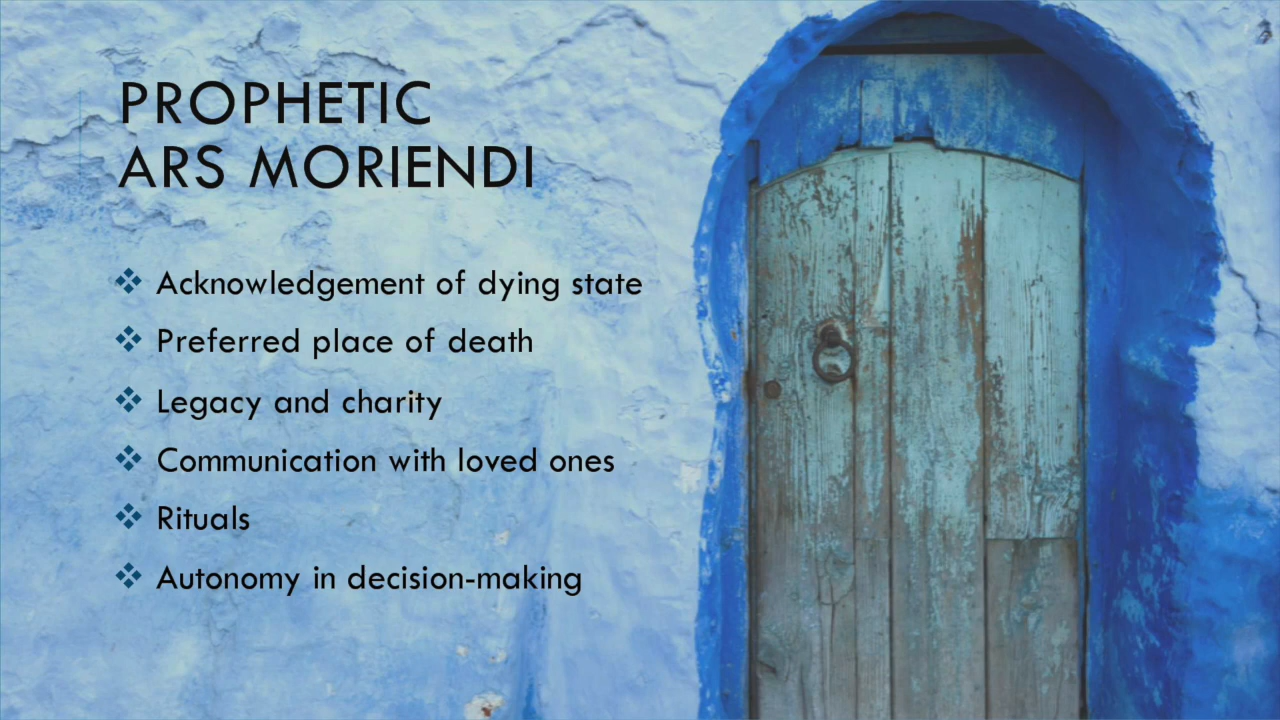 PROPHETIC
ARS MORIENDI
Acknowledgement of dying state
Preferred place of death
Legacy and charity
Communication with loved ones
Rituals
Autonomy in decision-making